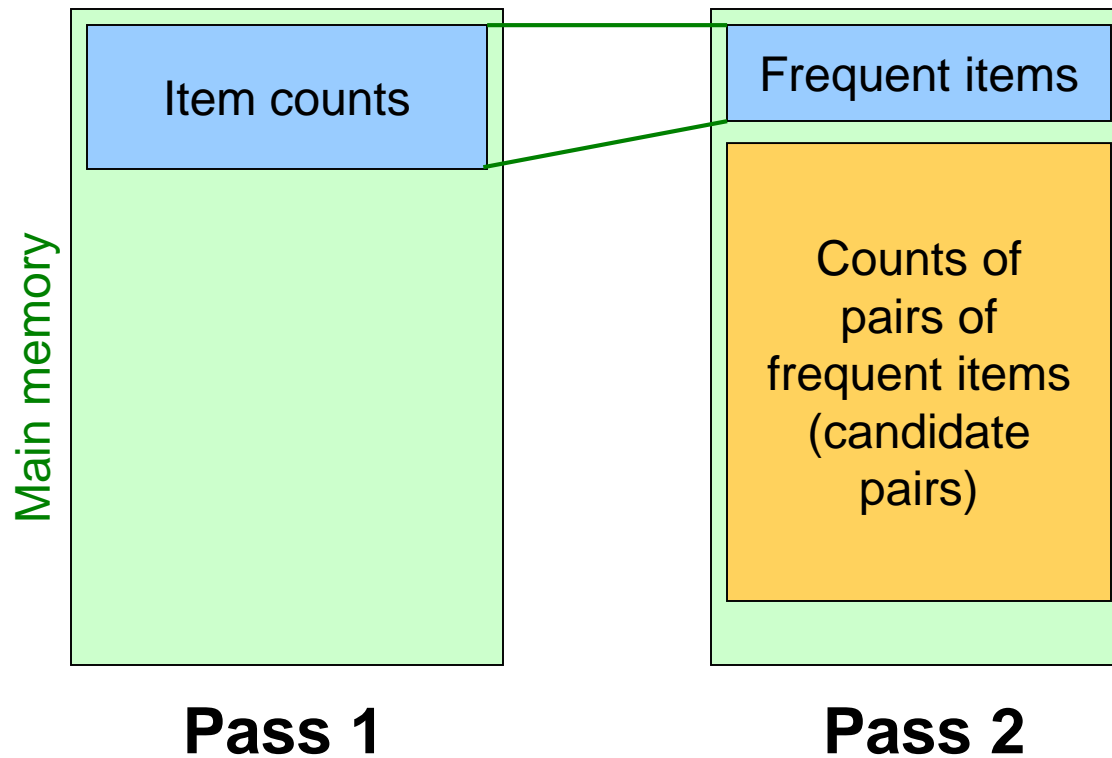 Main memory
Item counts
Frequent items
Counts of
pairs of
frequent items
(candidate
pairs)
Pass 1
Pass 2